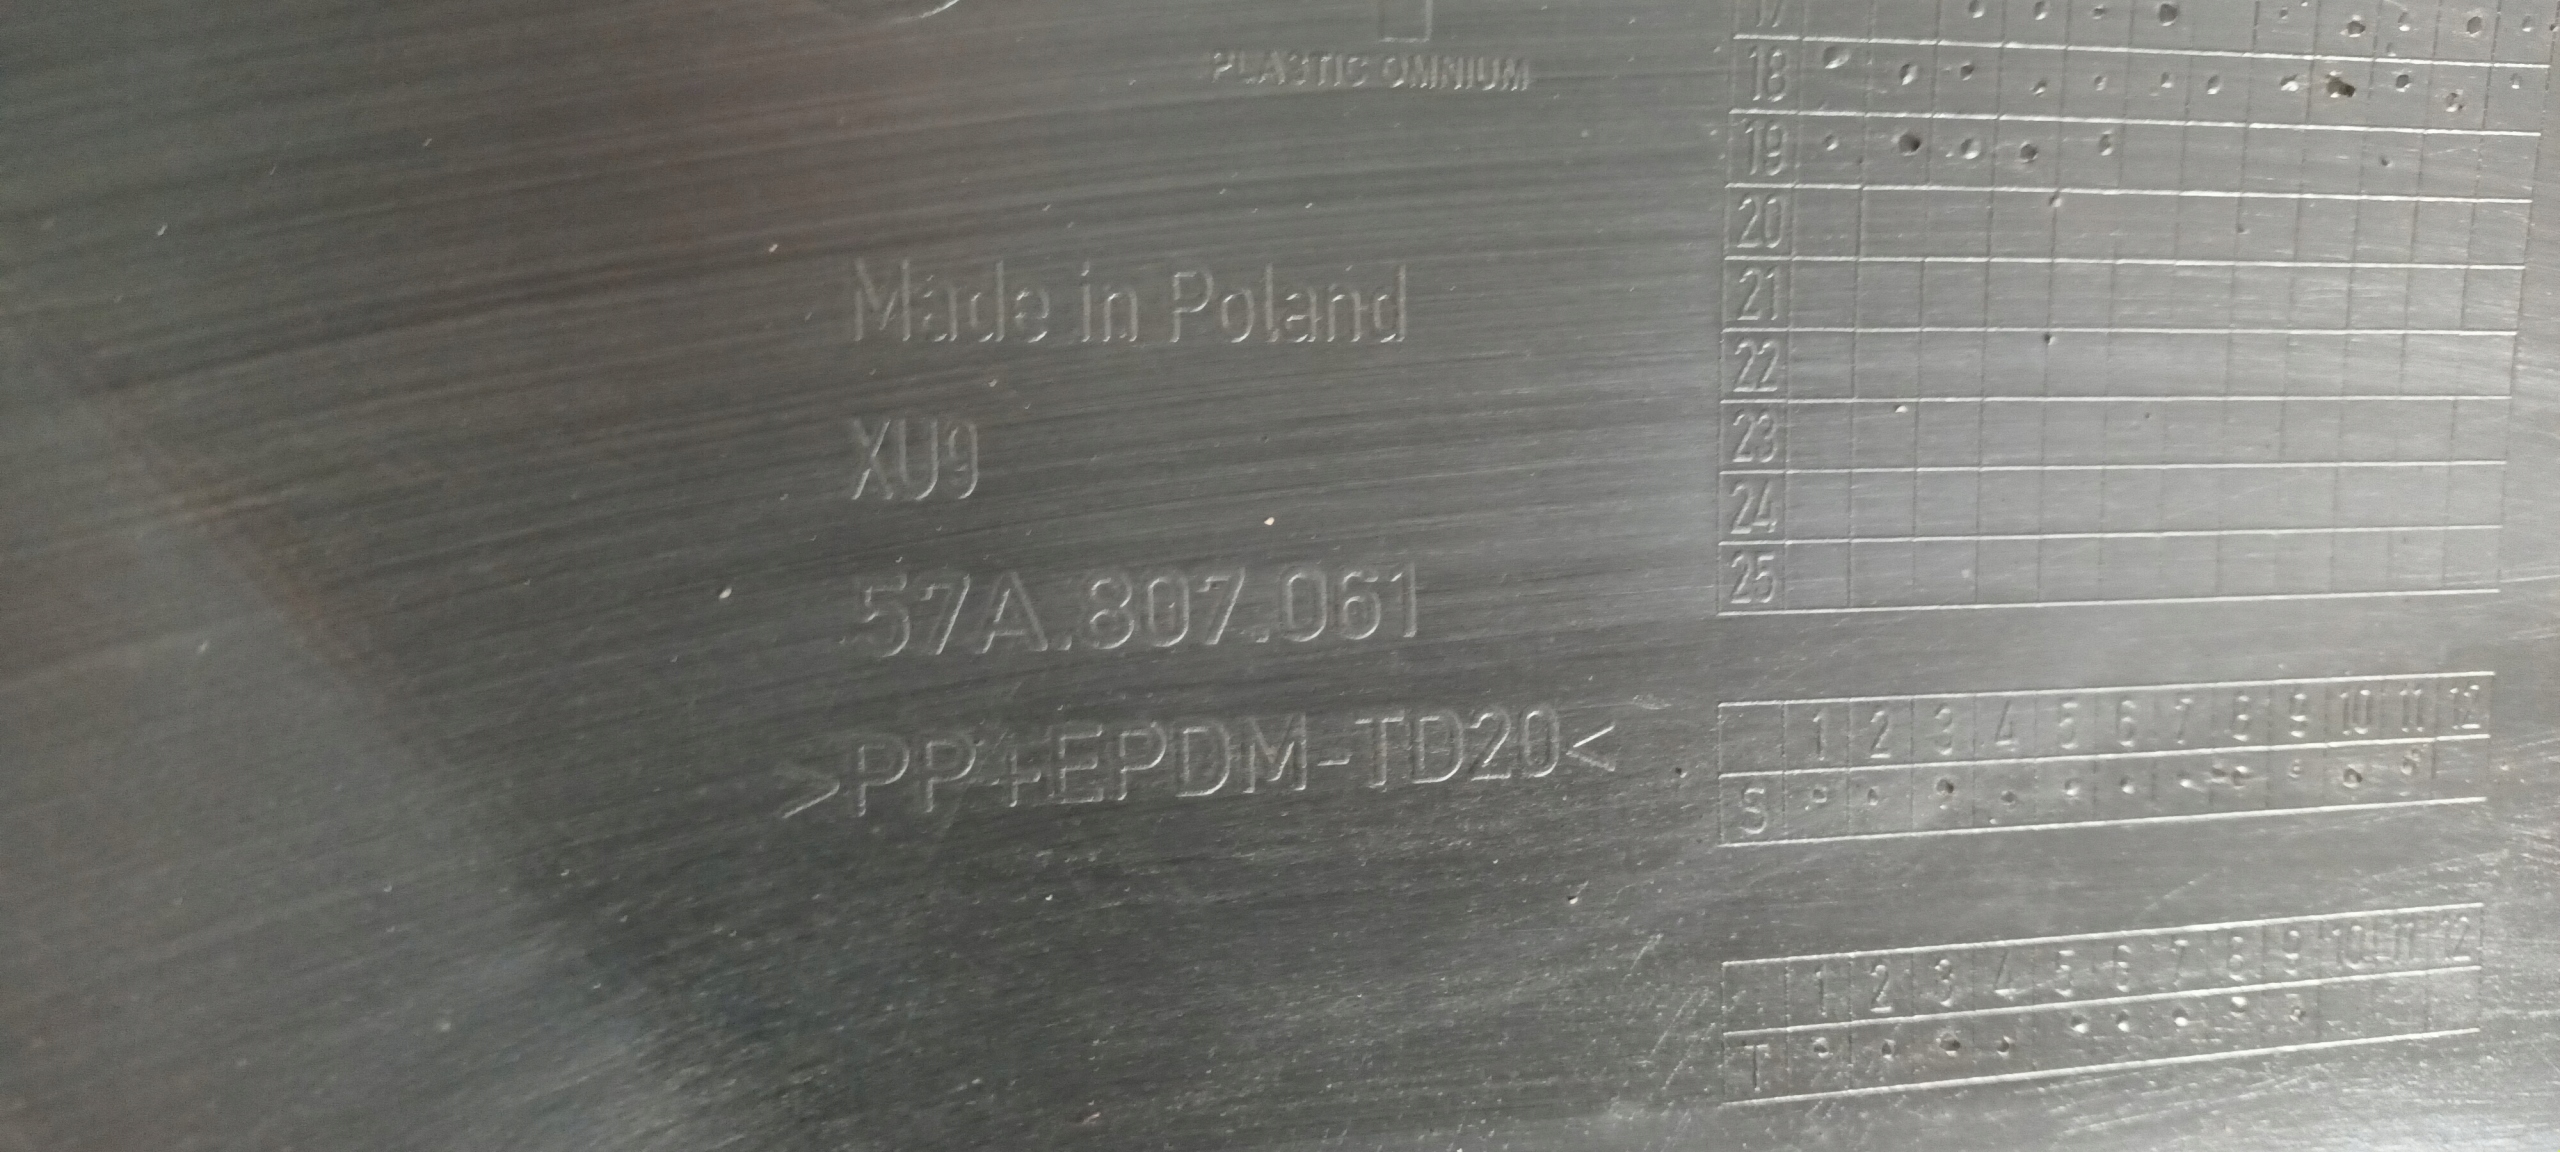 PLASTIC OMNIUM
Made in Poland
XU9
57A.807.061
>PP+EPDM-TD20<
17
18
19
20
21
22
23
24
25
1 2 3 4 5 6 7 8 9 10 11 12
S
1 2 3 4 5 6 7 8 9 10 11 12
T